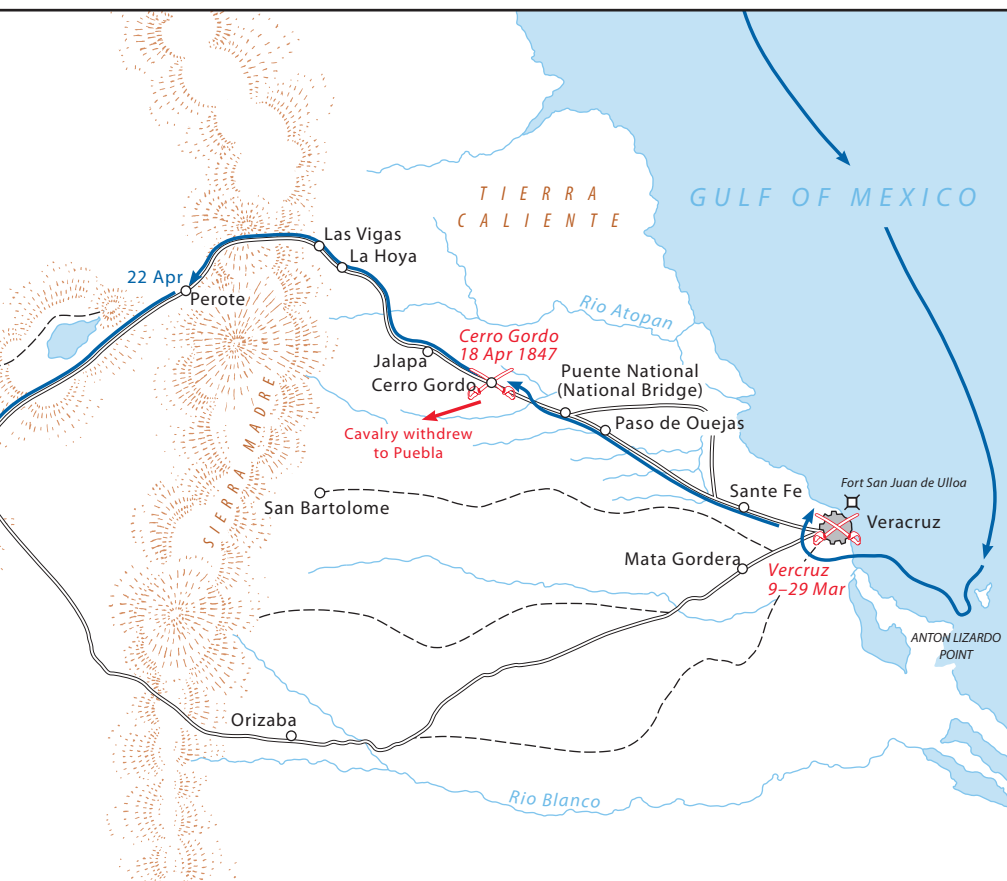 GULF OF MEXICO
TIERRA
CALIENTE
Las Vigas
La Hoya
22 Apr
Perote
Rio Atopan
Cerro Gordo
18 Apr 1847
Jalapa
Cerro Gordo
Puente National
(National Bridge)
Paso de Ouejas
Cavalry withdrew
to Puebla
SIERRA MADRE
San Bartolome
Sante Fe
Fort San Juan de Ulloa
Veracruz
Mata Gordera
Vercruz
9–29 Mar
ANTON LIZARDO
POINT
Orizaba
Rio Blanco